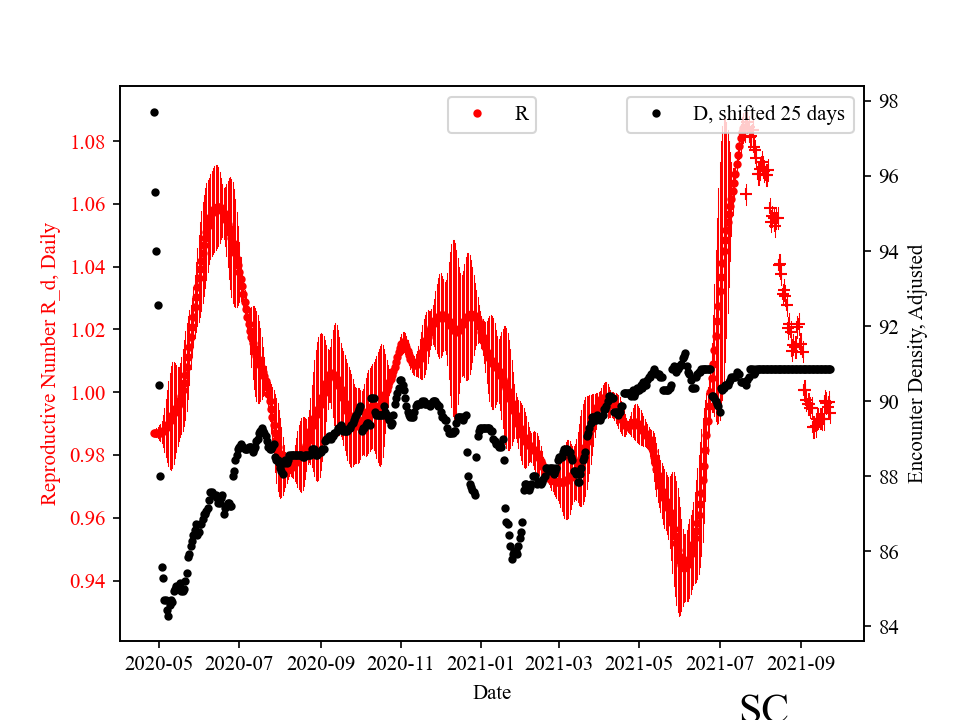 R
D, shifted 25 days
Reproductive Number R_d, Daily
1.08
1.06
1.04
1.02
1.00
0.98
0.96
0.94
98
96
94
92
90
88
86
84
Encounter Density, Adjusted
2020-05 2020-07 2020-09 2020-11 2021-01 2021-03 2021-05 2021-07 2021-09
Date
SC